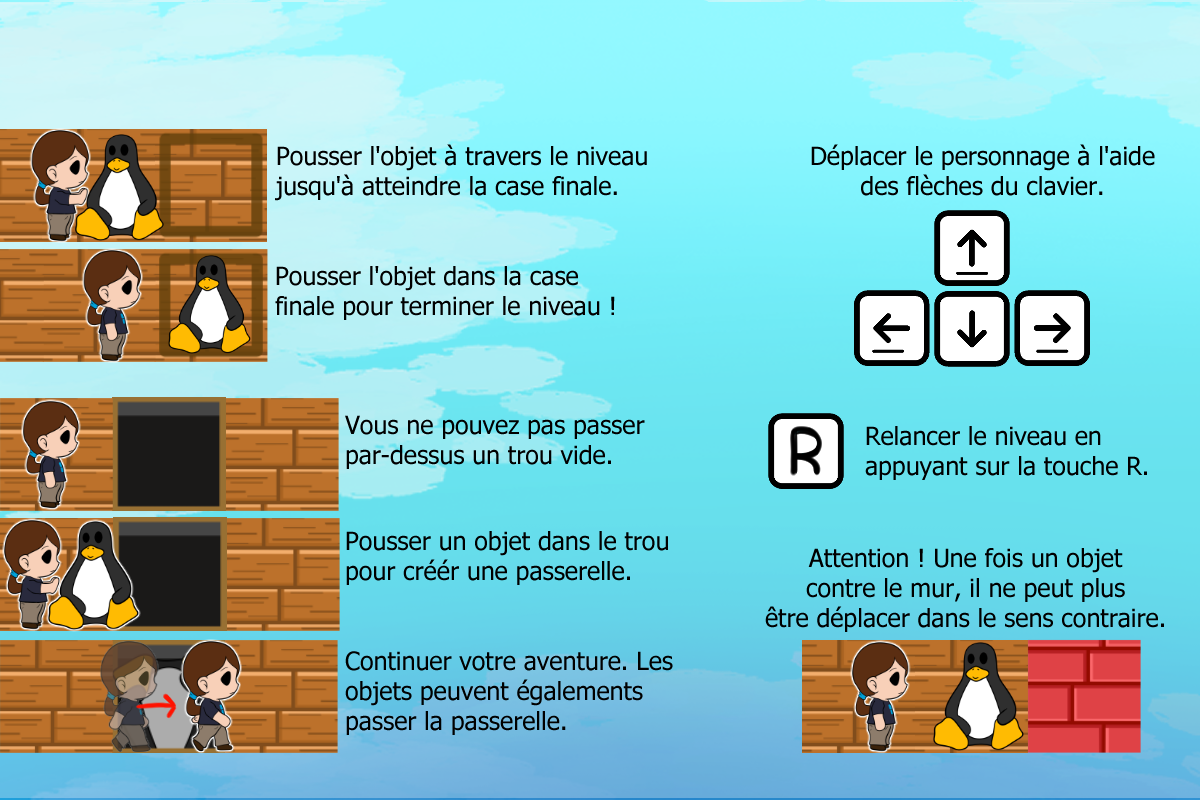 Pousser l'objet à travers le niveau
jusqu'à atteindre la case finale.
Pousser l'objet dans la case
finale pour terminer le niveau !
Vous ne pouvez pas passer
par-dessus un trou vide.
Pousser un objet dans le trou
pour créér une passerelle.
Continuer votre aventure. Les
objets peuvent égalements
passer la passerelle.
Déplacer le personnage à l'aide
des flèches du clavier.
R
Relancer le niveau en
appuyant sur la touche R.
Attention ! Une fois un objet
contre le mur, il ne peut plus
être déplacer dans le sens contraire.